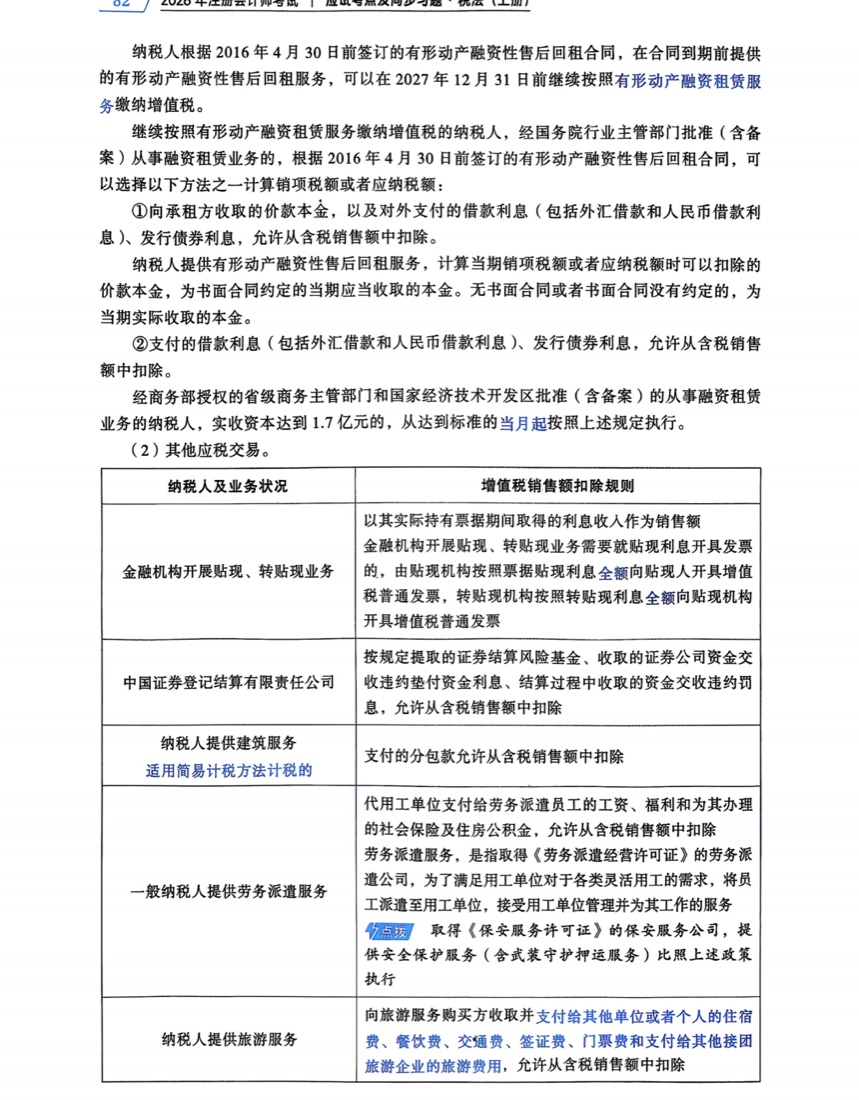 82 2026年注册会计师考试 | 应试考点及同步习题·税法(上册)
纳税人根据 2016 年 4 月 30 日前签订的有形动产融资性售后回租合同，在合同到期前提供
的有形动产融资性售后回租服务，可以在 2027 年 12 月 31 日前继续按照有形动产融资租赁服
务缴纳增值税。
继续按照有形动产融资租赁服务缴纳增值税的纳税人，经国务院行业主管部门批准（含备
案）从事融资租赁业务的，根据 2016 年 4 月 30 日前签订的有形动产融资性售后回租合同，可
以选择以下方法之一计算销项税额或者应纳税额：
①向承租方收取的价款本金，以及对外支付的借款利息（包括外汇借款和人民币借款利
息）、发行债券利息，允许从含税销售额中扣除。
纳税人提供有形动产融资性售后回租服务，计算当期销项税额或者应纳税额时可以扣除的
价款本金，为书面合同约定的当期应当收取的本金。无书面合同或者书面合同没有约定的，为
当期实际收取的本金。
②支付的借款利息（包括外汇借款和人民币借款利息）、发行债券利息，允许从含税销售
额中扣除。
经商务部授权的省级商务主管部门和国家经济技术开发区批准（含备案）的从事融资租赁
业务的纳税人，实收资本达到 1.7 亿元的，从达到标准的当月起按照上述规定执行。
（2）其他应税交易。
纳税人及业务状况
增值税销售额扣除规则
金融机构开展贴现、转贴现业务
以其实际持有票据期间取得的利息收入作为销售额
金融机构开展贴现、转贴现业务需要就贴现利息开具发票
的，由贴现机构按照票据贴现利息全额向贴现人开具增值
税普通发票，转贴现机构按照转贴现利息全额向贴现机构
开具增值税普通发票
中国证券登记结算有限责任公司
按规定提取的证券结算风险基金、收取的证券公司资金交
收违约垫付资金利息、结算过程中收取的资金交收违约罚
息，允许从含税销售额中扣除
纳税人提供建筑服务
适用简易计税方法计税的
支付的分包款允许从含税销售额中扣除
一般纳税人提供劳务派遣服务
代用工单位支付给劳务派遣员工的工资、福利和为其办理
的社会保险及住房公积金，允许从含税销售额中扣除
劳务派遣服务，是指取得《劳务派遣经营许可证》的劳务派
遣公司，为了满足用工单位对于各类灵活用工的需求，将员
工派遣至用工单位，接受用工单位管理并为其工作的服务
点拨 取得《保安服务许可证》的保安服务公司，提
供安全保护服务（含武装守护押运服务）比照上述政策
执行
纳税人提供旅游服务
向旅游服务购买方收取并支付给其他单位或者个人的住宿
费、餐饮费、交通费、签证费、门票费和支付给其他接团
旅游企业的旅游费用，允许从含税销售额中扣除